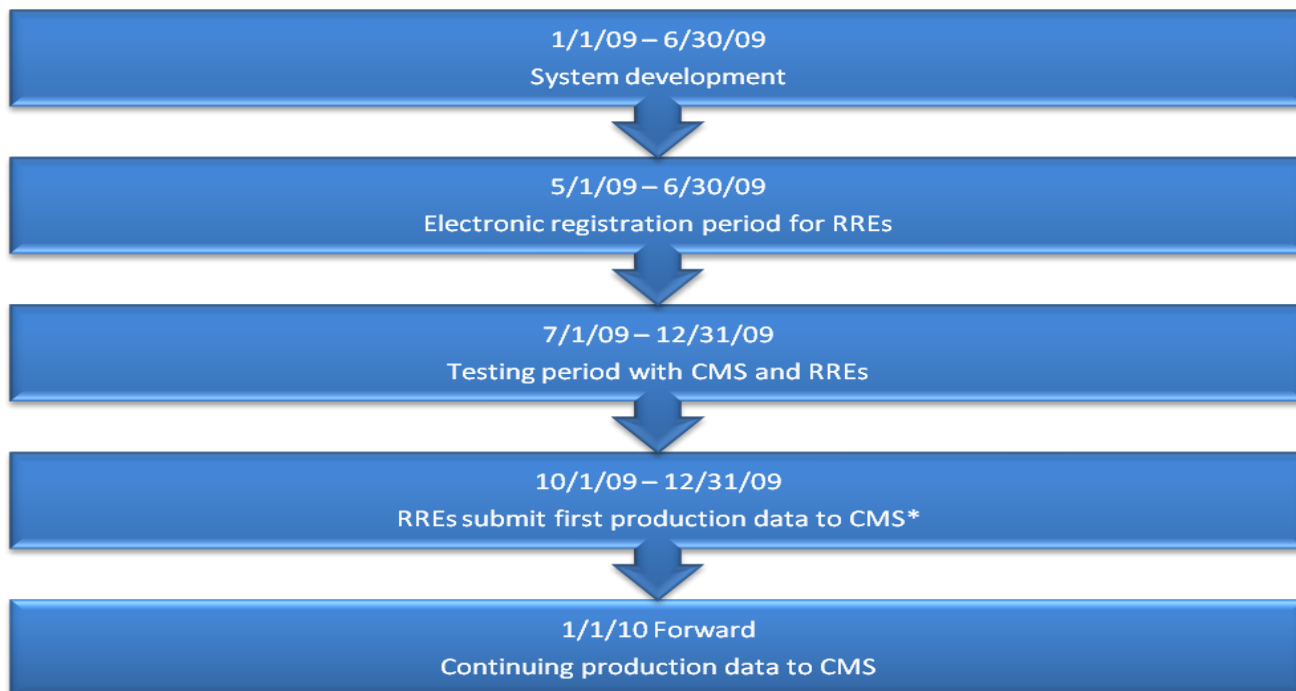 1/1/09 – 6/30/09
System development
5/1/09 – 6/30/09
Electronic registration period for RREs
7/1/09 – 12/31/09
Testing period with CMS and RREs
10/1/09 – 12/31/09
RREs submit first production data to CMS*
1/1/10 Forward
Continuing production data to CMS